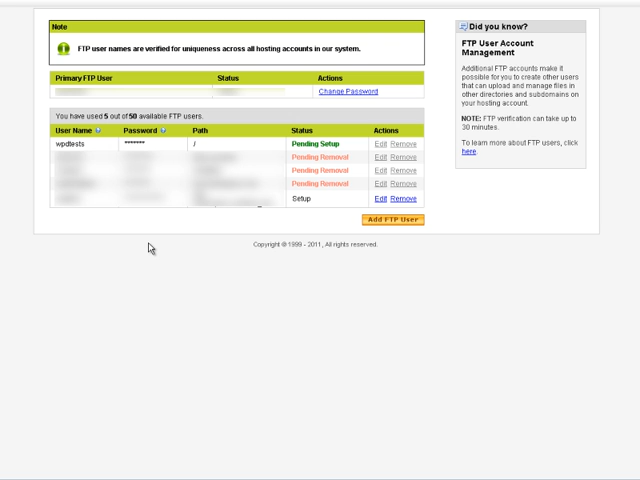 Note
FTP user names are verified for uniqueness across all hosting accounts in our system.
Primary FTP User Status Actions
Change Password
You have used 5 out of 50 available FTP users.
User Name Password Path Status Actions
wpdtests ******* / Pending Setup Edit Remove
Pending Removal Edit Remove
Pending Removal Edit Remove
Pending Removal Edit Remove
Setup Edit Remove
Add FTP User
Copyright © 1999 - 2011, All rights reserved.
Did you know?
FTP User Account
Management
Additional FTP accounts make it
possible for you to create other users
that can upload and manage files in
other directories and subdomains on
your hosting account.
NOTE: FTP verification can take up to
30 minutes.
To learn more about FTP users, click
here.